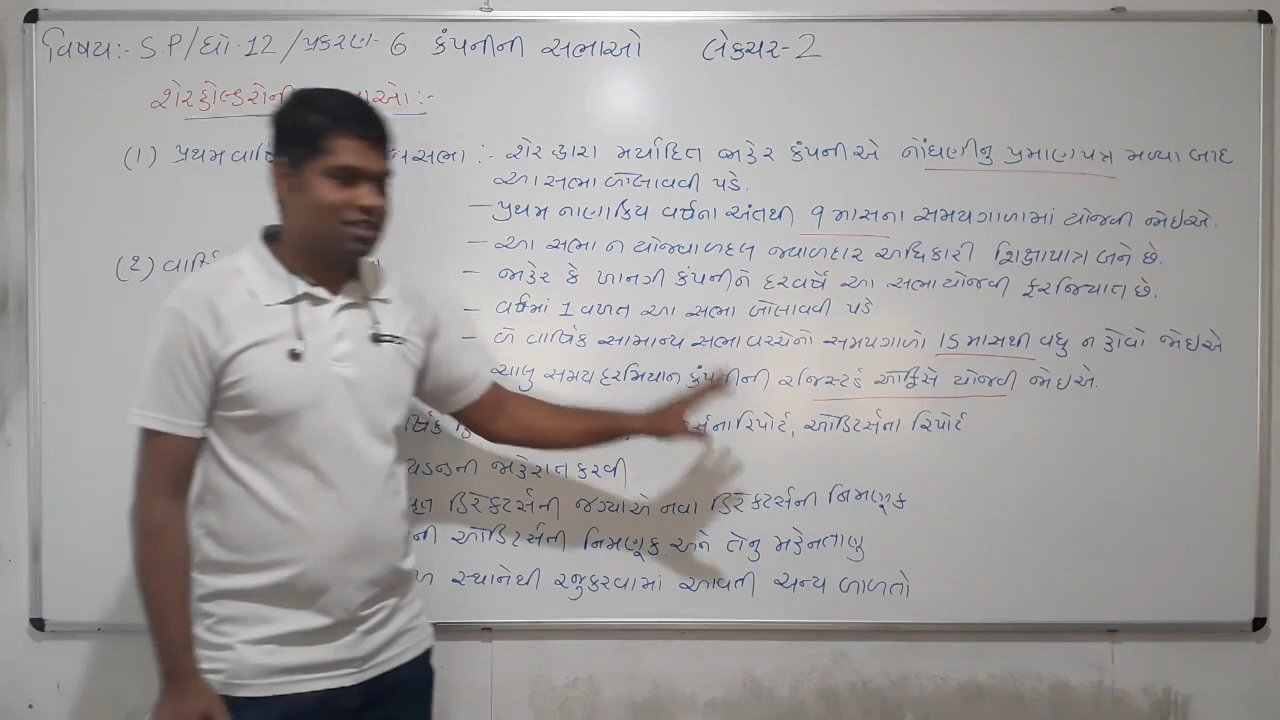 વિષય:- S.P/ધો-12/પ્રકરણ-6 કંપનીની સભાઓ લેક્ચર-2
શેરહોલ્ડરોની
(1) પ્રથમ વાર્ષિ સભા :- શેર દ્વારા મર્યાદિત જાહેર કંપનીએ નોંધણીનુ પ્રમાણપત્ર મળ્યા બાદ
આ સભા બોલાવવી પડે.
- પ્રથમ નાણાકિય વર્ષના અંતથી ૧ માસના સમયગાળામાં યોજવી જોઇએ.
- આ સભા ન યોજવા બદલ જવાબદાર અધિકારી શિક્ષાપાત્ર બને છે.
(2) વાર્ષિ - જાહેર કે ખાનગી કંપનીને દરવર્ષે આ સભા યોજવી ફરજિયાત છે.
- વર્ષમાં 1 વખત આ સભા બોલાવવી પડે
- બે વાર્ષિક સામાન્ય સભા વચ્ચેનો સમયગાળો 15 માસથી વધુ ન હોવો જોઇએ
ચાલુ સમય દરમિયાન કંપનીની રજિસ્ટર્ડ ઓફિસે યોજવી જોઇએ.
ર્ષિક ર્સના રિપોર્ટ, ઓડિટર્સના રિપોર્ટ
ડન્ડની જાહેરાત કરવી
ડિરેક્ટર્સની જગ્યાએ નવા ડિરેક્ટર્સની નિમણૂક
ની ઓડિટર્સની નિમણૂક અને તેનુ મહેનતાણુ
સ્થાનેથી રજુ કરવામાં આવતી અન્ય બાબતો